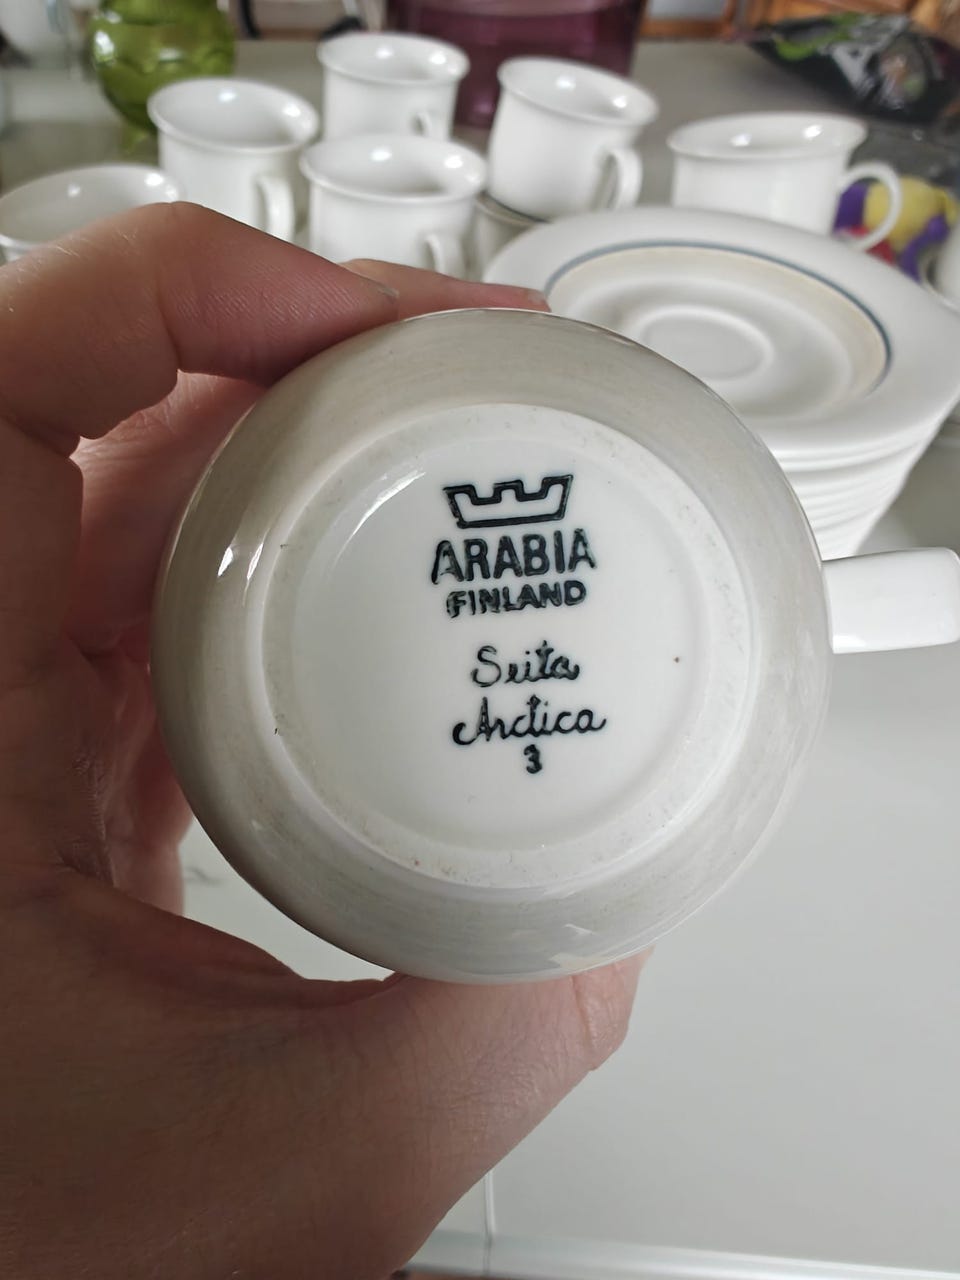 ARABIA
FINLAND
Seita
Arctica
3